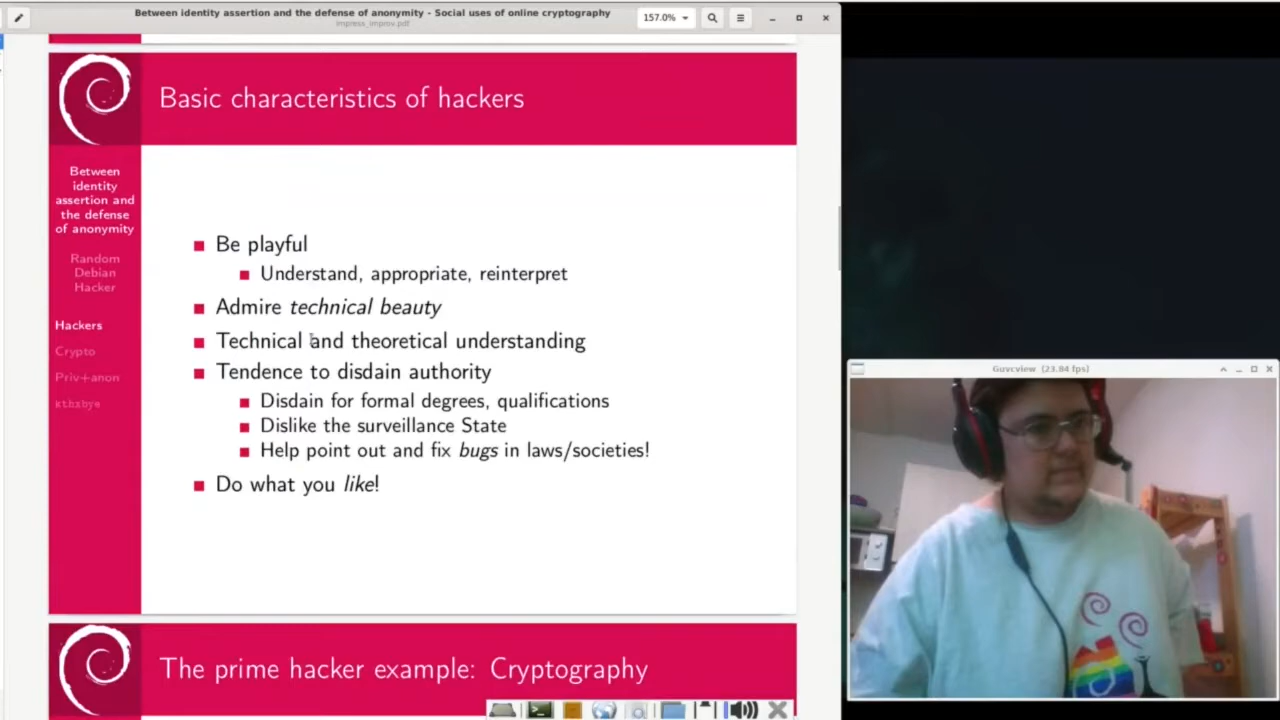 Between identity assertion and the defense of anonymity - Social uses of online cryptography
impress_improv.pdf
157.0%
Basic characteristics of hackers
Between
identity
assertion and
the defense
of anonymity
Random
Debian
Hacker
Hackers
Crypto
Priv+anon
kthxbye
Be playful
Understand, appropriate, reinterpret
Admire technical beauty
Technical and theoretical understanding
Tendence to disdain authority
Disdain for formal degrees, qualifications
Dislike the surveillance State
Help point out and fix bugs in laws/societies!
Do what you like!
The prime hacker example: Cryptography
Guvcview (23.84 fps)